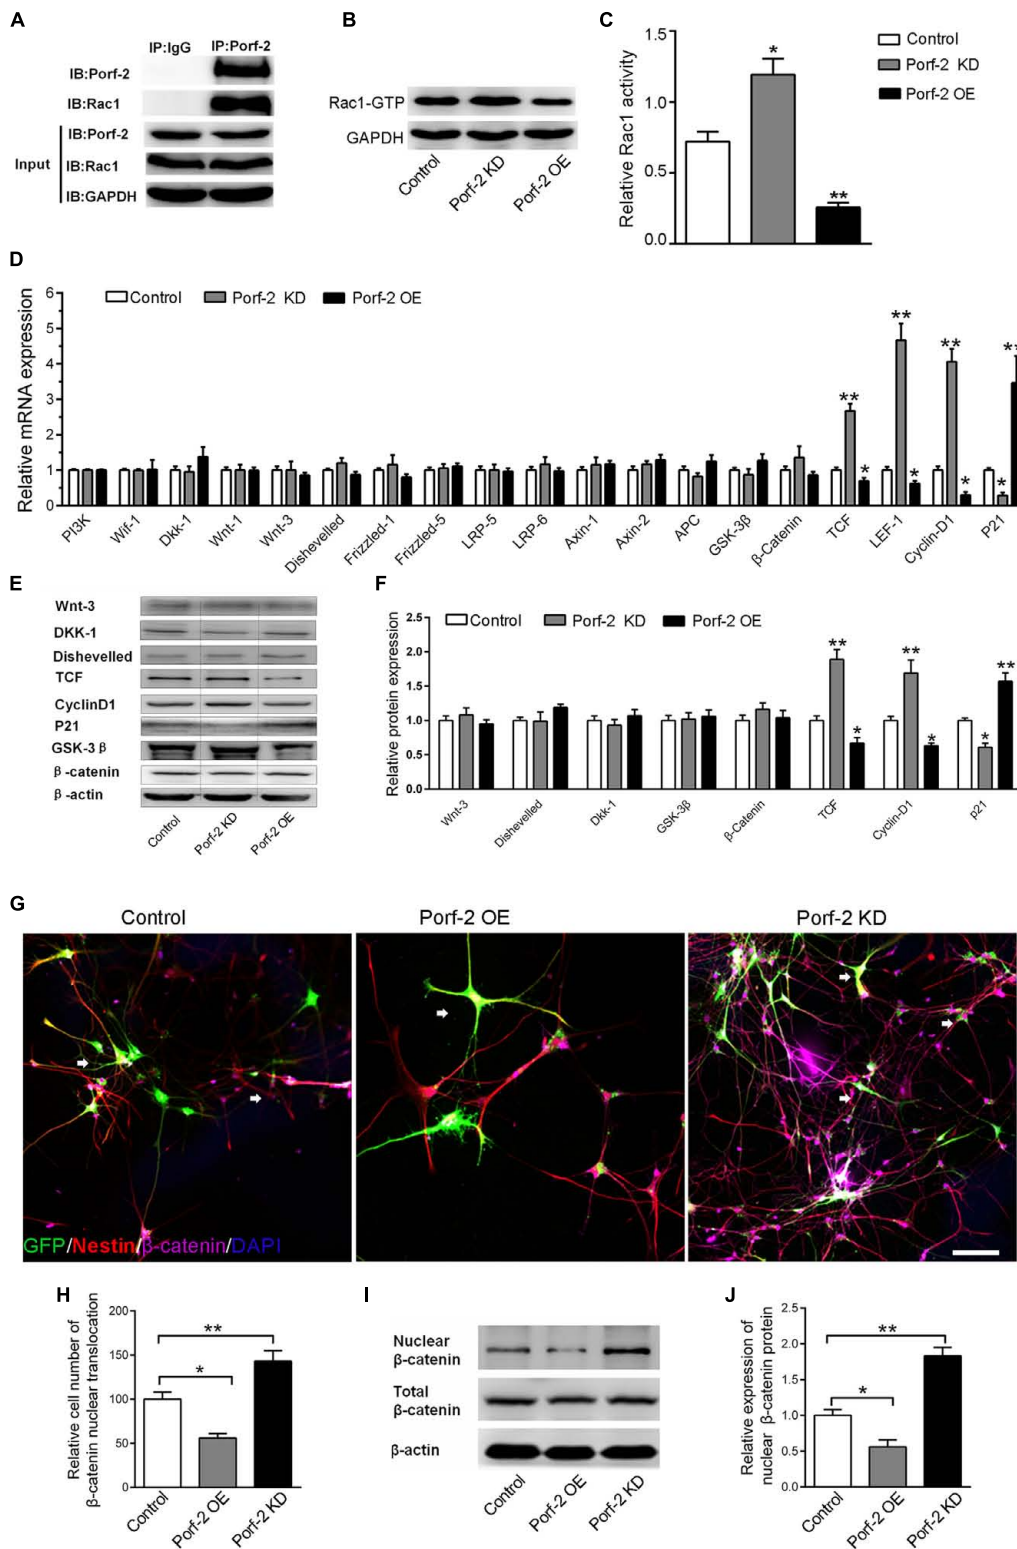 A
IP:IgG IP:Porf-2
IB:Porf-2
IB:Rac1
Input
IB:Porf-2
IB:Rac1
IB:GAPDH
B
Rac1-GTP
GAPDH
Control
Porf-2 KD
Porf-2 OE
C
Relative Rac1 activity
1.5
1.0
0.5
0.0
*
**
Control
Porf-2 KD
Porf-2 OE
D
Relative mRNA expression
6
5
4
3
2
1
0
Control Porf-2 KD Porf-2 OE
** * ** * ** * * **
PI3K
Wif-1
Dkk-1
Wnt-1
Wnt-3
Dishevelled
Frizzled-1
Frizzled-5
LRP-5
LRP-6
Axin-1
Axin-2
APC
GSK-3β
β-Catenin
TCF
LEF-1
Cyclin-D1
P21
E
Wnt-3
DKK-1
Dishevelled
TCF
CyclinD1
P21
GSK-3β
β-catenin
β-actin
Control
Porf-2 KD
Porf-2 OE
F
Relative protein expression
2.5
2.0
1.5
1.0
0.5
0.0
Control Porf-2 KD Porf-2 OE
** * ** * * **
Wnt-3
Dishevelled
Dkk-1
GSK-3β
β-Catenin
TCF
Cyclin-D1
p21
G
Control Porf-2 OE Porf-2 KD
GFP/Nestin/β-catenin/DAPI
H
Relative cell number of
β-catenin nuclear translocation
200
150
100
50
0
**
*
Control
Porf-2 OE
Porf-2 KD
I
Nuclear
β-catenin
Total
β-catenin
β-actin
Control
Porf-2 OE
Porf-2 KD
J
Relative expression of
nuclear β-catenin protein
2.5
2.0
1.5
1.0
0.5
0.0
**
*
Control
Porf-2 OE
Porf-2 KD